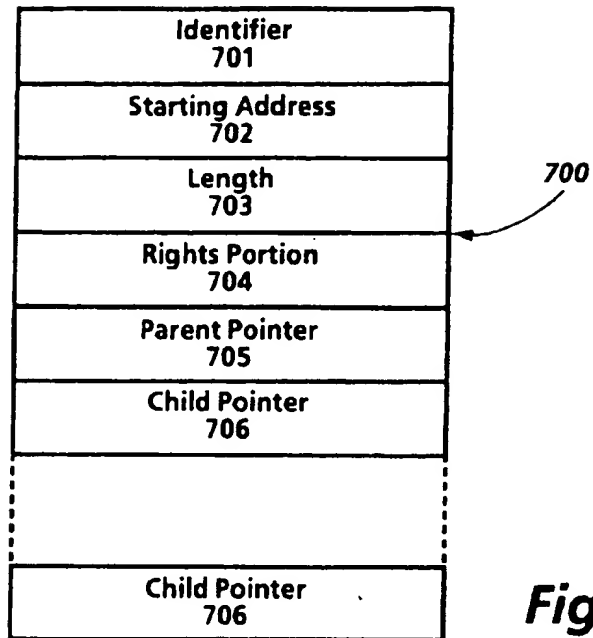 Identifier
701
Starting Address
702
Length
703
700
Rights Portion
704
Parent Pointer
705
Child Pointer
706
Child Pointer
706
Fig